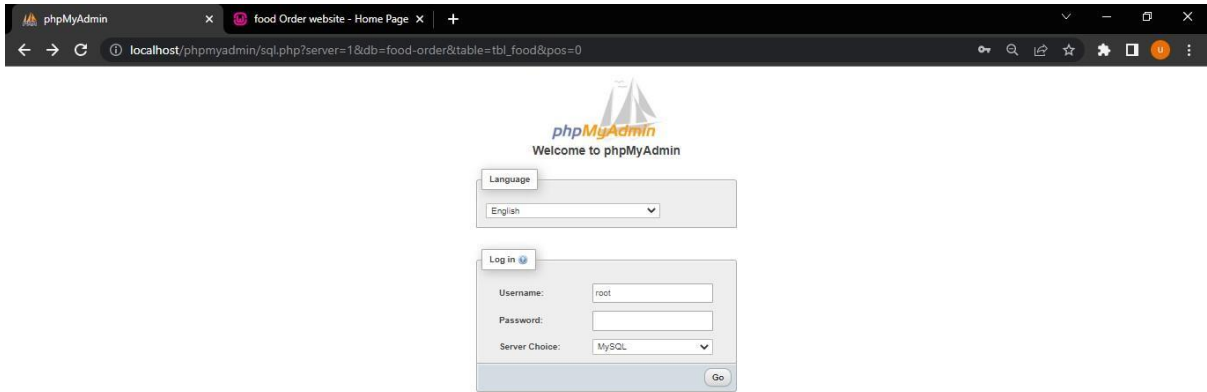 phpMyAdmin
food Order website - Home Page
localhost/phpmyadmin/sql.php?server=1&db=food-order&table=tbl_food&pos=0
U
phpMyAdmin
Welcome to phpMyAdmin
Language
English
Log in
Username: root
Password:
Server Choice: MySQL
Go